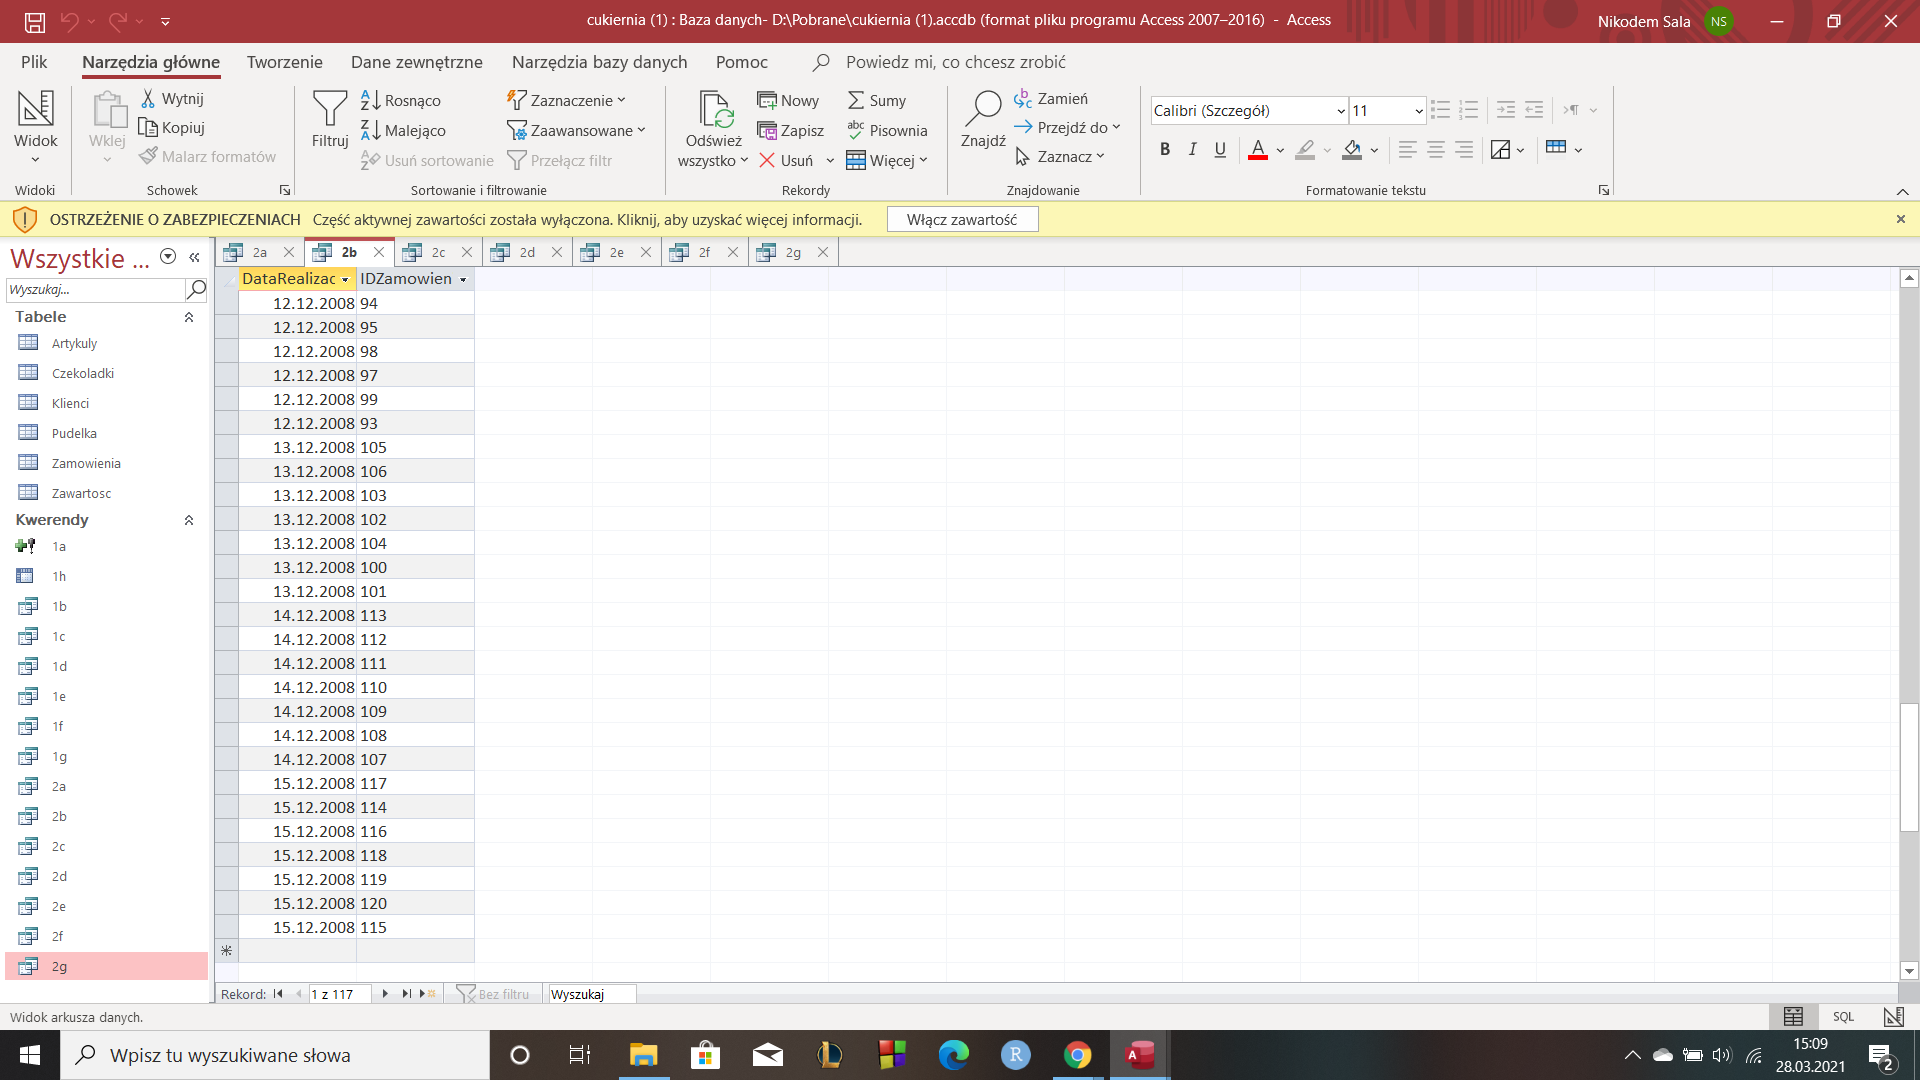 cukiernia (1) : Baza danych- D:\Pobrane\cukiernia (1).accdb (format pliku programu Access 2007–2016) - Access
Nikodem Sala NS
Plik Narzędzia główne Tworzenie Dane zewnętrzne Narzędzia bazy danych Pomoc Powiedz mi, co chcesz zrobić
Widok
Widoki
Wklej
Wytnij
Kopiuj
Malarz formatów
Schowek
Filtruj
Rosnąco
Malejąco
Usuń sortowanie
Zaznaczenie
Zaawansowane
Przełącz filtr
Sortowanie i filtrowanie
Odśwież
wszystko
Nowy
Zapisz
Usuń
Sumy
Pisownia
Więcej
Rekordy
Znajdź
Zamień
Przejdź do
Zaznacz
Znajdowanie
Calibri (Szczegół) 11
B I U A
Formatowanie tekstu
OSTRZEŻENIE O ZABEZPIECZENIACH Część aktywnej zawartości została wyłączona. Kliknij, aby uzyskać więcej informacji. Włącz zawartość
Wszystkie ...
Wyszukaj...
Tabele
Artykuly
Czekoladki
Klienci
Pudelka
Zamowienia
Zawartosc
Kwerendy
1a
1h
1b
1c
1d
1e
1f
1g
2a
2b
2c
2d
2e
2f
2g
2a 2b 2c 2d 2e 2f 2g
DataRealizac IDZamowien
12.12.2008 94
12.12.2008 95
12.12.2008 98
12.12.2008 97
12.12.2008 99
12.12.2008 93
13.12.2008 105
13.12.2008 106
13.12.2008 103
13.12.2008 102
13.12.2008 104
13.12.2008 100
13.12.2008 101
14.12.2008 113
14.12.2008 112
14.12.2008 111
14.12.2008 110
14.12.2008 109
14.12.2008 108
14.12.2008 107
15.12.2008 117
15.12.2008 114
15.12.2008 116
15.12.2008 118
15.12.2008 119
15.12.2008 120
15.12.2008 115
Rekord: 1 z 117 Bez filtru Wyszukaj
Widok arkusza danych. SQL
Wpisz tu wyszukiwane słowa
15:09
28.03.2021
2